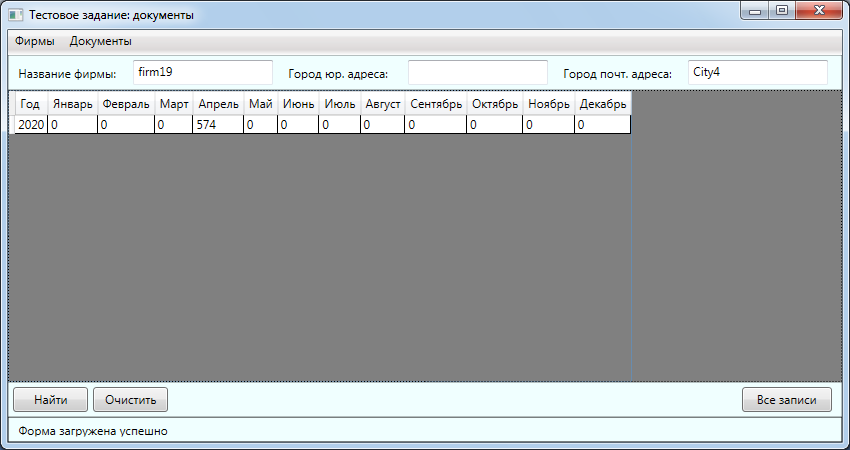 Тестовое задание: документы
Фирмы Документы
Название фирмы: firm19 Город юр. адреса: Город почт. адреса: City4
Год Январь Февраль Март Апрель Май Июнь Июль Август Сентябрь Октябрь Ноябрь Декабрь
2020 0 0 0 574 0 0 0 0 0 0 0 0
Найти Очистить Все записи
Форма загружена успешно